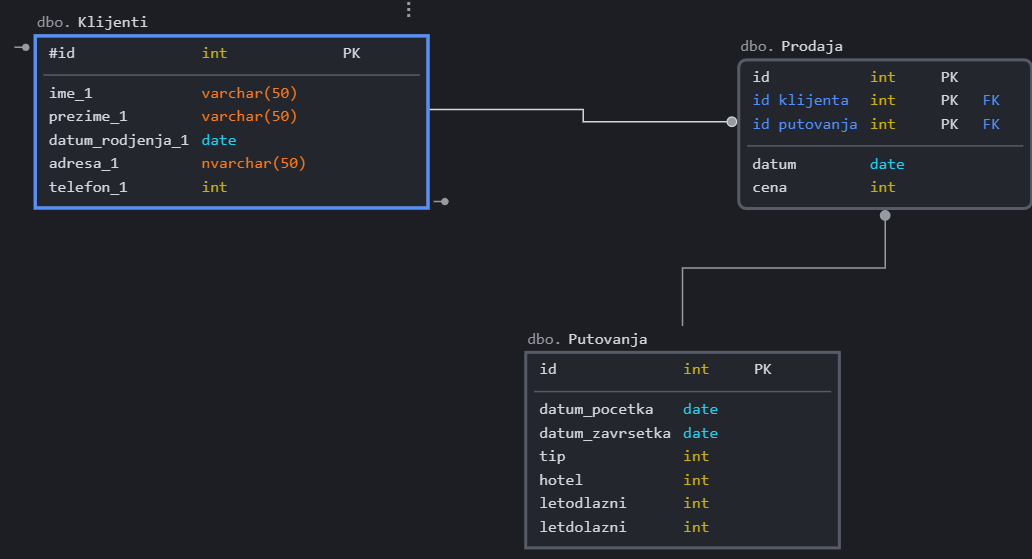 dbo. Klijenti
#id int PK
ime_1 varchar(50)
prezime_1 varchar(50)
datum_rodjenja_1 date
adresa_1 nvarchar(50)
telefon_1 int
dbo. Prodaja
id int PK
id klijenta int PK FK
id putovanja int PK FK
datum date
cena int
dbo. Putovanja
id int PK
datum_pocetka date
datum_zavrsetka date
tip int
hotel int
letodlazni int
letdolazni int